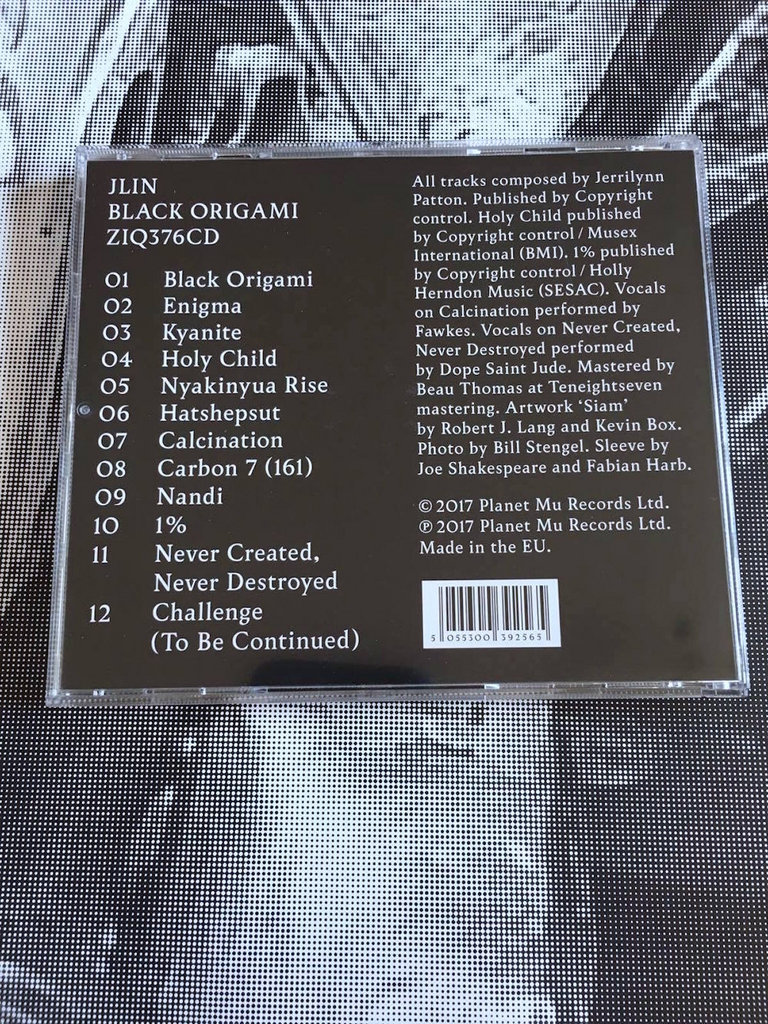 JLIN
BLACK ORIGAMI
ZIQ376CD
01 Black Origami
02 Enigma
03 Kyanite
04 Holy Child
05 Nyakinyua Rise
06 Hatshepsut
07 Calcination
08 Carbon 7 (161)
09 Nandi
10 1%
11 Never Created,
Never Destroyed
12 Challenge
(To Be Continued)
All tracks composed by Jerrilynn
Patton. Published by Copyright
control. Holy Child published
by Copyright control / Musex
International (BMI). 1% published
by Copyright control / Holly
Herndon Music (SESAC). Vocals
on Calcination performed by
Fawkes. Vocals on Never Created,
Never Destroyed performed
by Dope Saint Jude. Mastered by
Beau Thomas at Teneightseven
mastering. Artwork ‘Siam’
by Robert J. Lang and Kevin Box.
Photo by Bill Stengel. Sleeve by
Joe Shakespeare and Fabian Harb.
© 2017 Planet Mu Records Ltd.
℗ 2017 Planet Mu Records Ltd.
Made in the EU.
5 055300 392565